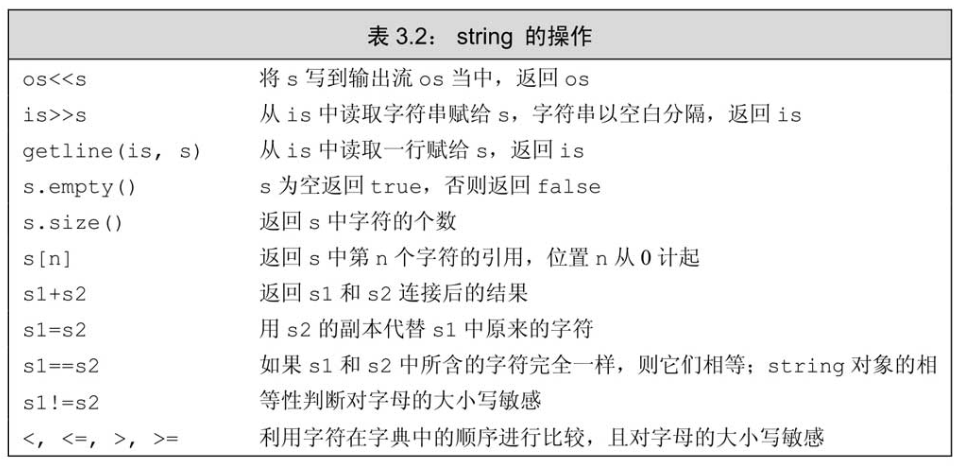 表 3.2： string 的操作
os<<s 将 s 写到输出流 os 当中，返回 os
is>>s 从 is 中读取字符串赋给 s，字符串以空白分隔，返回 is
getline(is, s) 从 is 中读取一行赋给 s，返回 is
s.empty() s 为空返回 true，否则返回 false
s.size() 返回 s 中字符的个数
s[n] 返回 s 中第 n 个字符的引用，位置 n 从 0 计起
s1+s2 返回 s1 和 s2 连接后的结果
s1=s2 用 s2 的副本代替 s1 中原来的字符
s1==s2 如果 s1 和 s2 中所含的字符完全一样，则它们相等；string 对象的相
s1!=s2 等性判断对字母的大小写敏感
<, <=, >, >= 利用字符在字典中的顺序进行比较，且对字母的大小写敏感